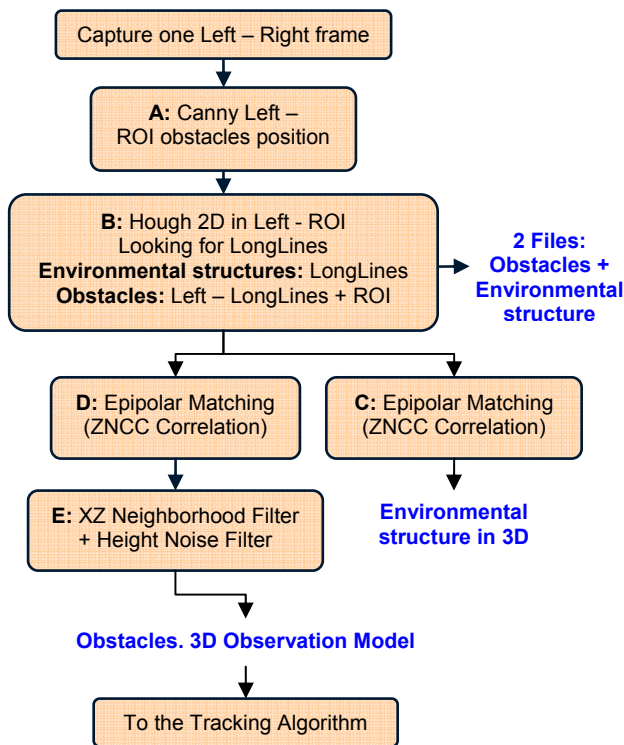 Capture one Left – Right frame
A: Canny Left –
ROI obstacles position
B: Hough 2D in Left - ROI
Looking for LongLines
Environmental structures: LongLines
Obstacles: Left – LongLines + ROI
2 Files:
Obstacles +
Environmental
structure
D: Epipolar Matching
(ZNCC Correlation)
C: Epipolar Matching
(ZNCC Correlation)
E: XZ Neighborhood Filter
+ Height Noise Filter
Environmental
structure in 3D
Obstacles. 3D Observation Model
To the Tracking Algorithm